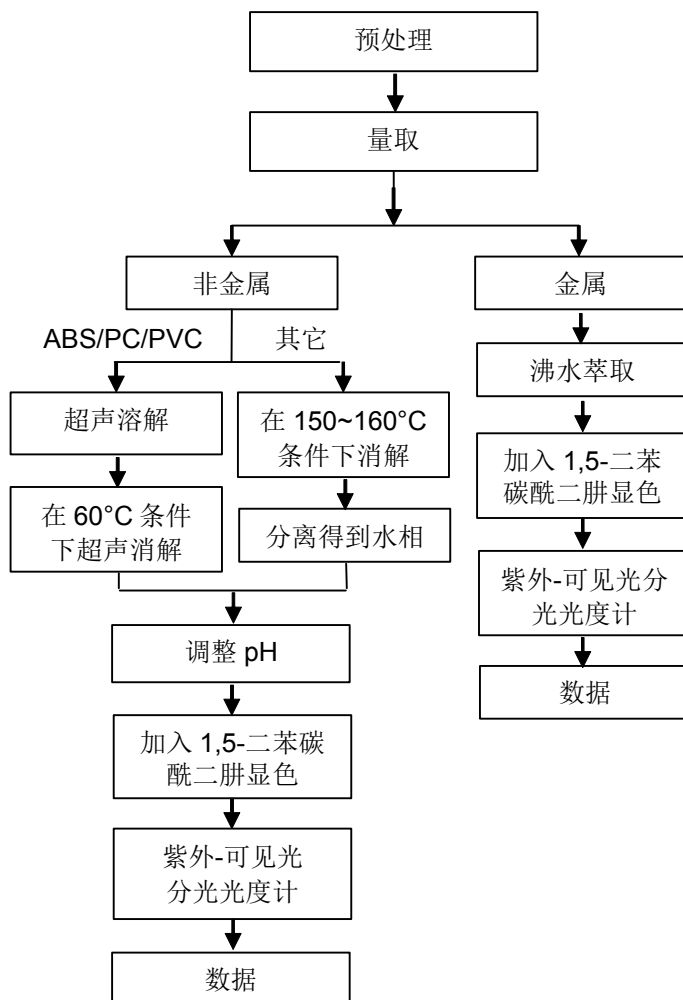 预处理
量取
非金属
金属
ABS/PC/PVC
其它
沸水萃取
超声溶解
在 150~160°C
条件下消解
加入 1,5-二苯
碳酰二肼显色
在 60°C 条件
下超声消解
分离得到水相
紫外-可见光分
光光度计
调整 pH
数据
加入 1,5-二苯碳
酰二肼显色
紫外-可见光
分光光度计
数据